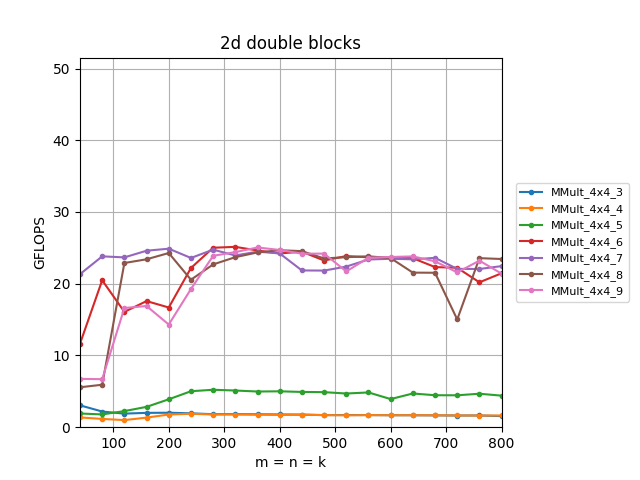 2d double blocks
50
40
30
20
10
0
GFLOPS
100 200 300 400 500 600 700 800
m = n = k
MMult_4x4_3
MMult_4x4_4
MMult_4x4_5
MMult_4x4_6
MMult_4x4_7
MMult_4x4_8
MMult_4x4_9